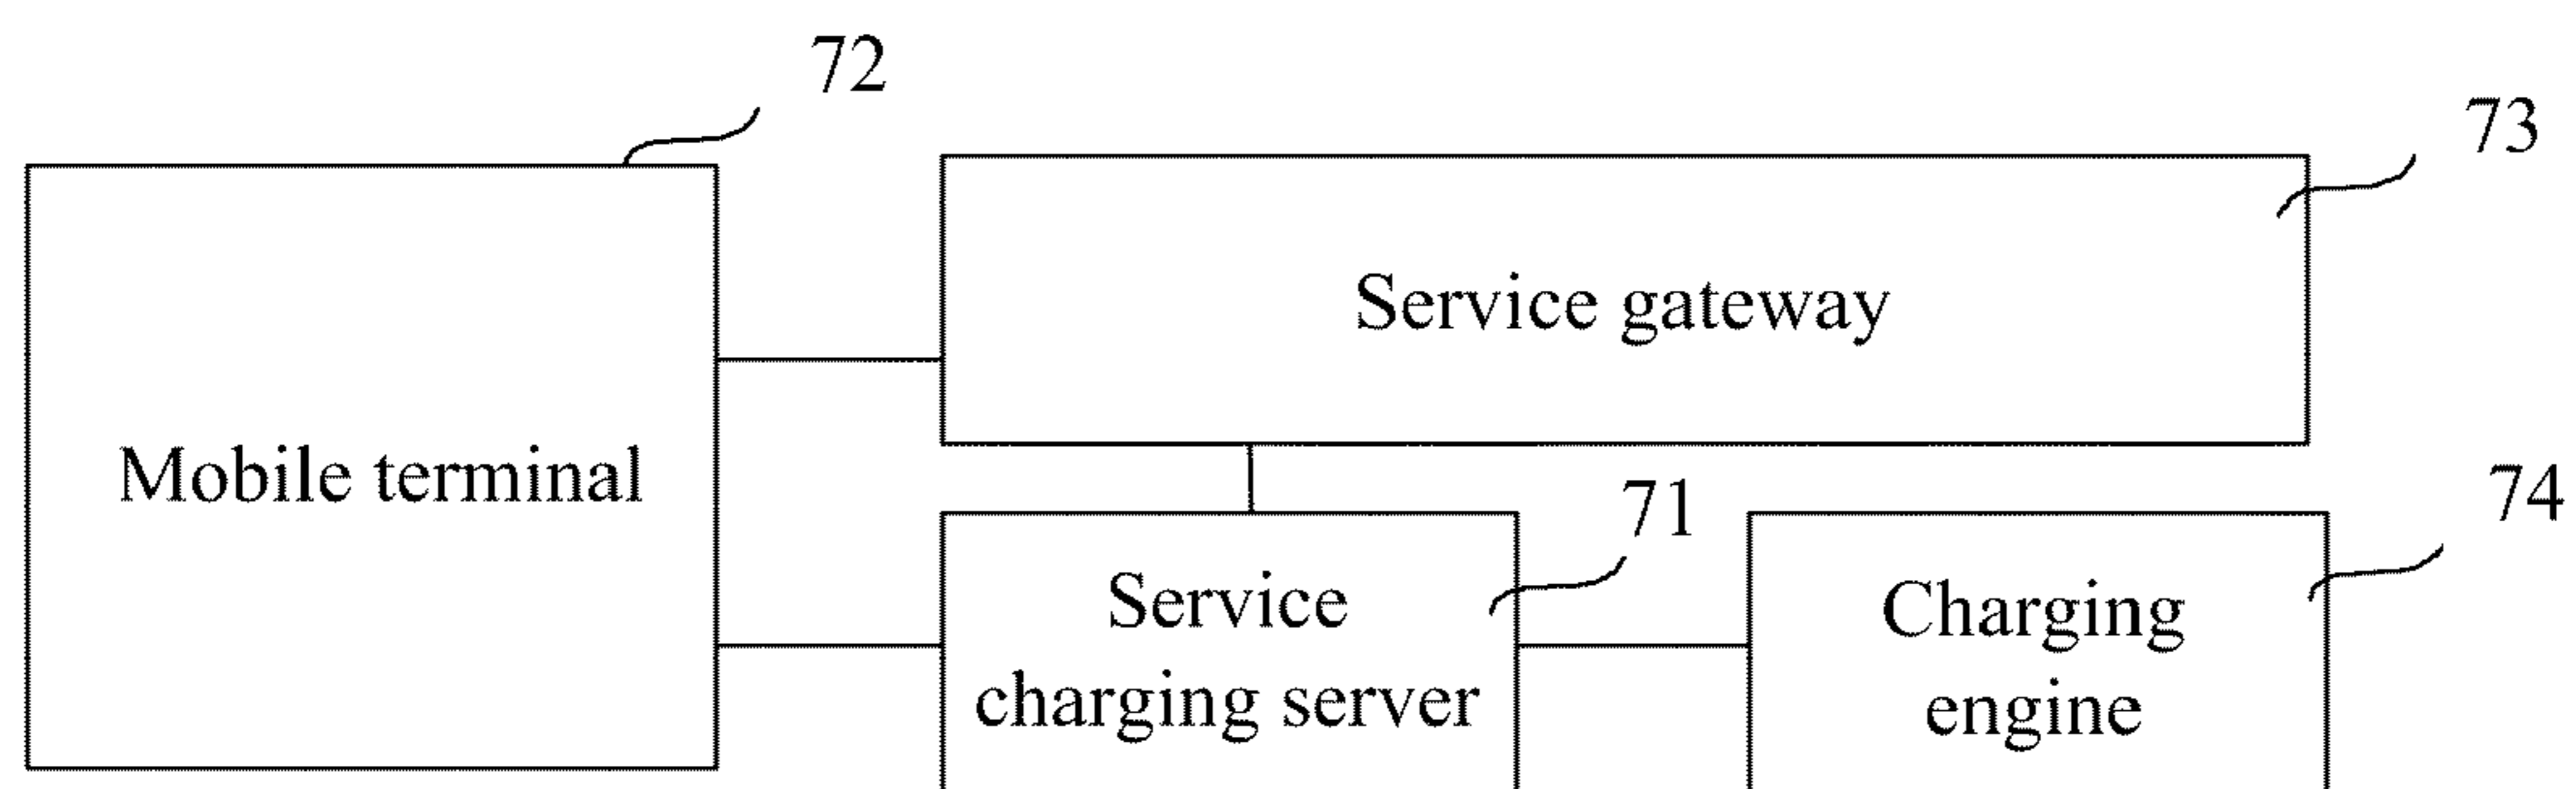 72
73
Service gateway
Mobile terminal
71
74
Service
charging server
Charging
engine